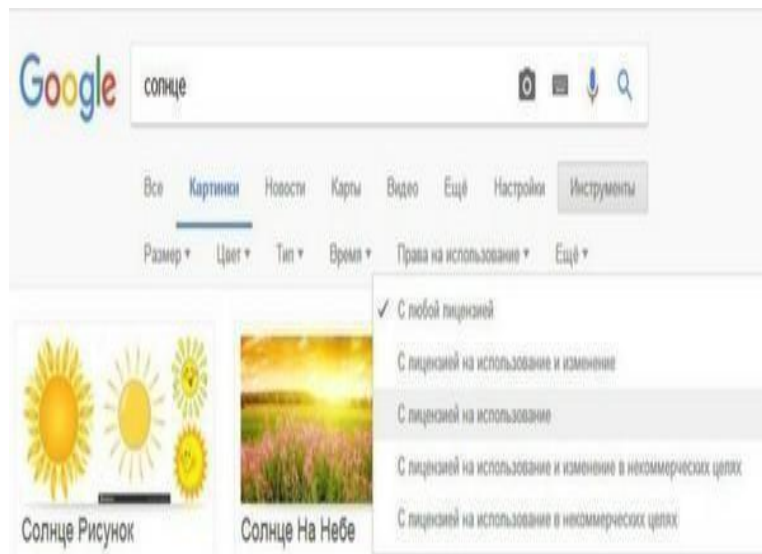 Google
солнце
Все Картинки Новости Карты Видео Ещё Настройки Инструменты
Размер Цвет Тип Время Права на использование Ещё
С любой лицензией
С лицензией на использование и изменение
С лицензией на использование
С лицензией на использование и изменение в некоммерческих целях
С лицензией на использование в некоммерческих целях
Солнце Рисунок
Солнце На Небе